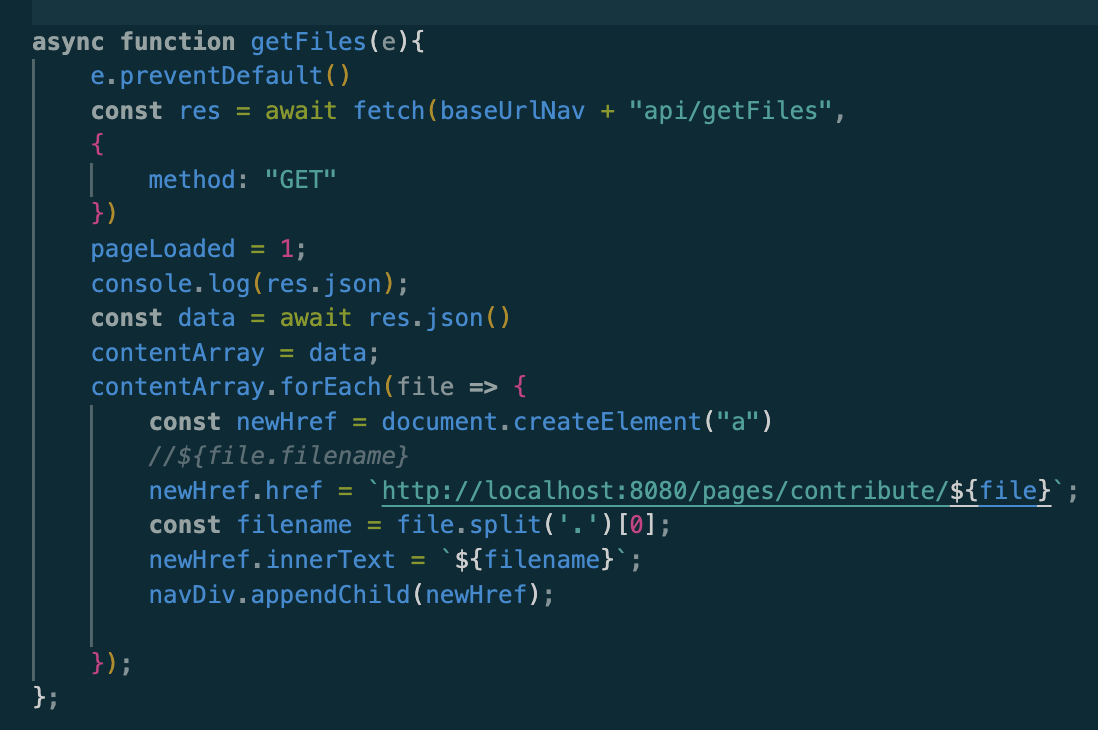 async function getFiles(e){
    e.preventDefault()
    const res = await fetch(baseUrlNav + "api/getFiles",
    {
        method: "GET"
    })
    pageLoaded = 1;
    console.log(res.json);
    const data = await res.json()
    contentArray = data;
    contentArray.forEach(file => {
        const newHref = document.createElement("a")
        //${file.filename}
        newHref.href = `http://localhost:8080/pages/contribute/${file}`;
        const filename = file.split('.')[0];
        newHref.innerText = `${filename}`;
        navDiv.appendChild(newHref);
    });
};